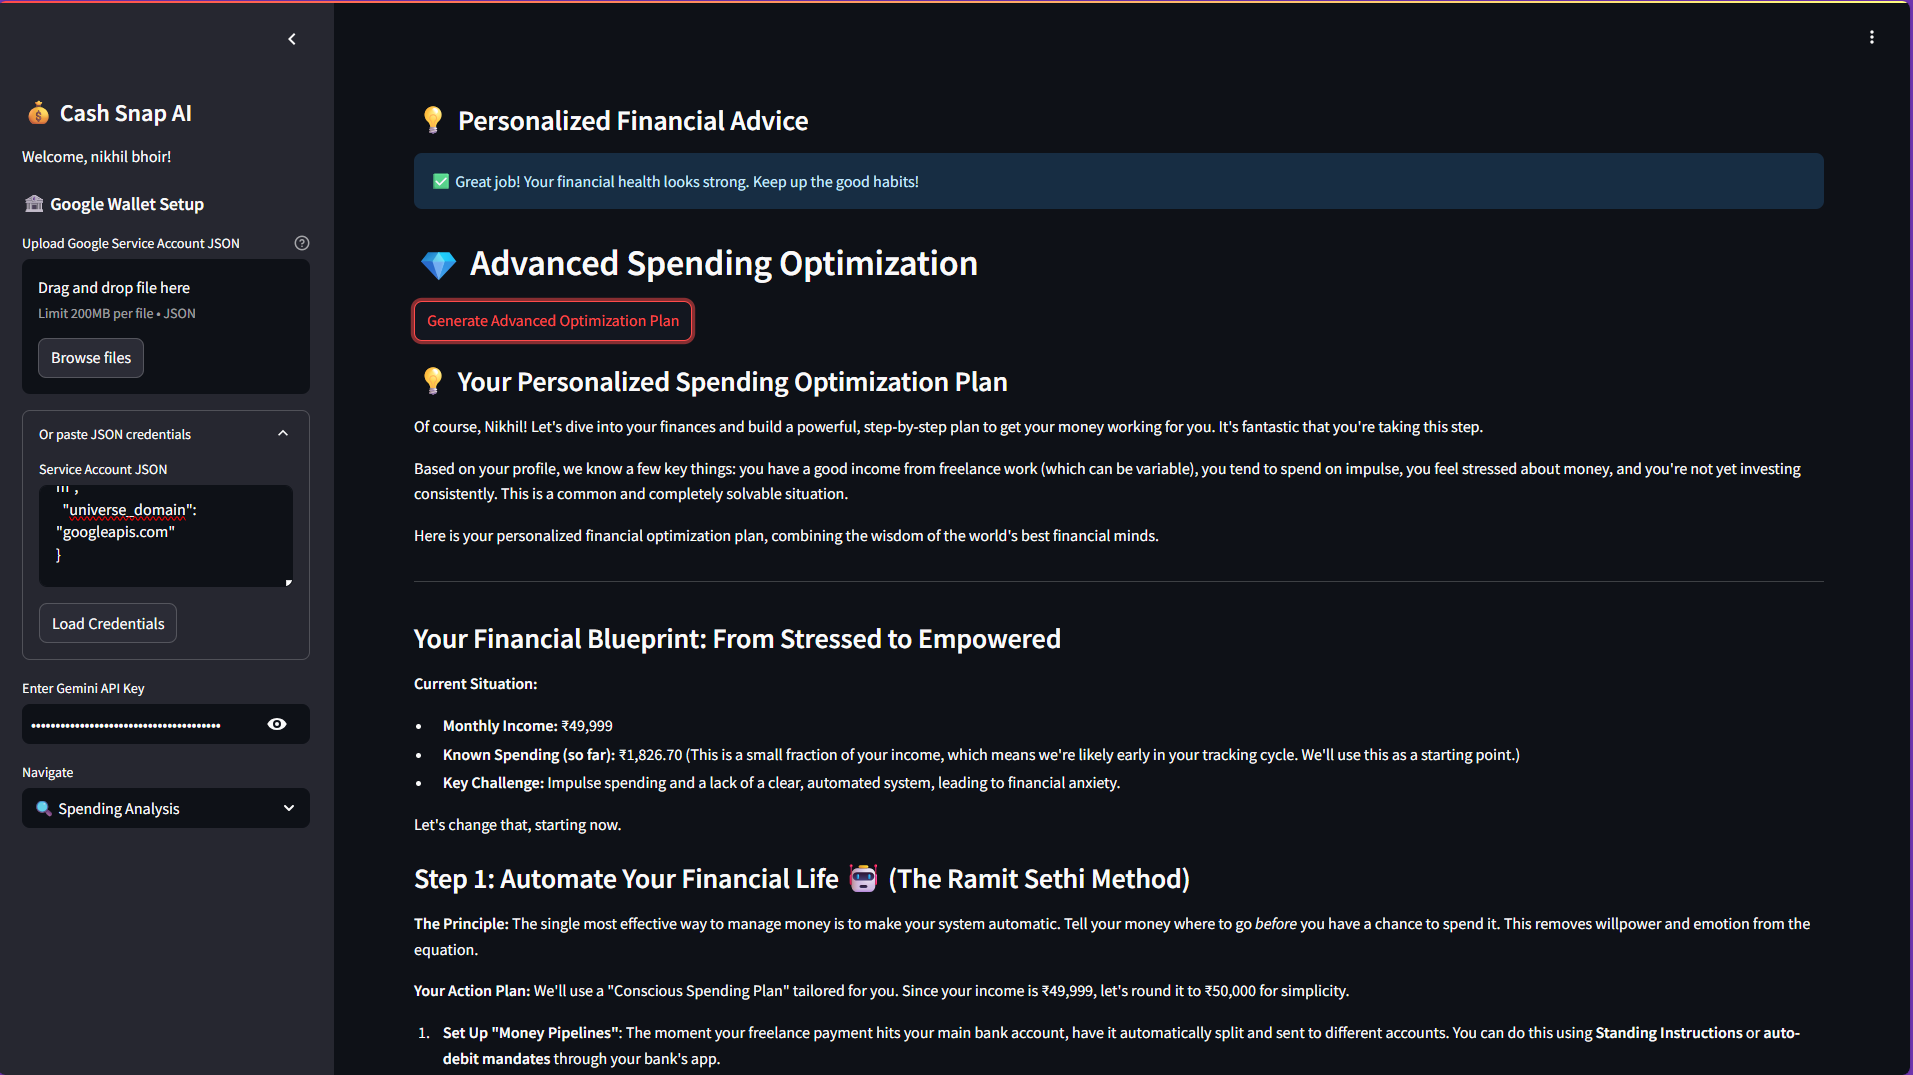 Cash Snap AI
Welcome, nikhil bhoir!
Google Wallet Setup
Upload Google Service Account JSON
Drag and drop file here
Limit 200MB per file • JSON
Browse files
Or paste JSON credentials
Service Account JSON
"universe_domain":
"googleapis.com"
}
Load Credentials
Enter Gemini API Key
Navigate
Spending Analysis
Personalized Financial Advice
Great job! Your financial health looks strong. Keep up the good habits!
Advanced Spending Optimization
Generate Advanced Optimization Plan
Your Personalized Spending Optimization Plan
Of course, Nikhil! Let's dive into your finances and build a powerful, step-by-step plan to get your money working for you. It's fantastic that you're taking this step.
Based on your profile, we know a few key things: you have a good income from freelance work (which can be variable), you tend to spend on impulse, you feel stressed about money, and you're not yet investing
consistently. This is a common and completely solvable situation.
Here is your personalized financial optimization plan, combining the wisdom of the world's best financial minds.
Your Financial Blueprint: From Stressed to Empowered
Current Situation:
• Monthly Income: ₹49,999
• Known Spending (so far): ₹1,826.70 (This is a small fraction of your income, which means we're likely early in your tracking cycle. We'll use this as a starting point.)
• Key Challenge: Impulse spending and a lack of a clear, automated system, leading to financial anxiety.
Let's change that, starting now.
Step 1: Automate Your Financial Life (The Ramit Sethi Method)
The Principle: The single most effective way to manage money is to make your system automatic. Tell your money where to go before you have a chance to spend it. This removes willpower and emotion from the
equation.
Your Action Plan: We'll use a "Conscious Spending Plan" tailored for you. Since your income is ₹49,999, let's round it to ₹50,000 for simplicity.
1. Set Up "Money Pipelines": The moment your freelance payment hits your main bank account, have it automatically split and sent to different accounts. You can do this using Standing Instructions or auto-
debit mandates through your bank's app.